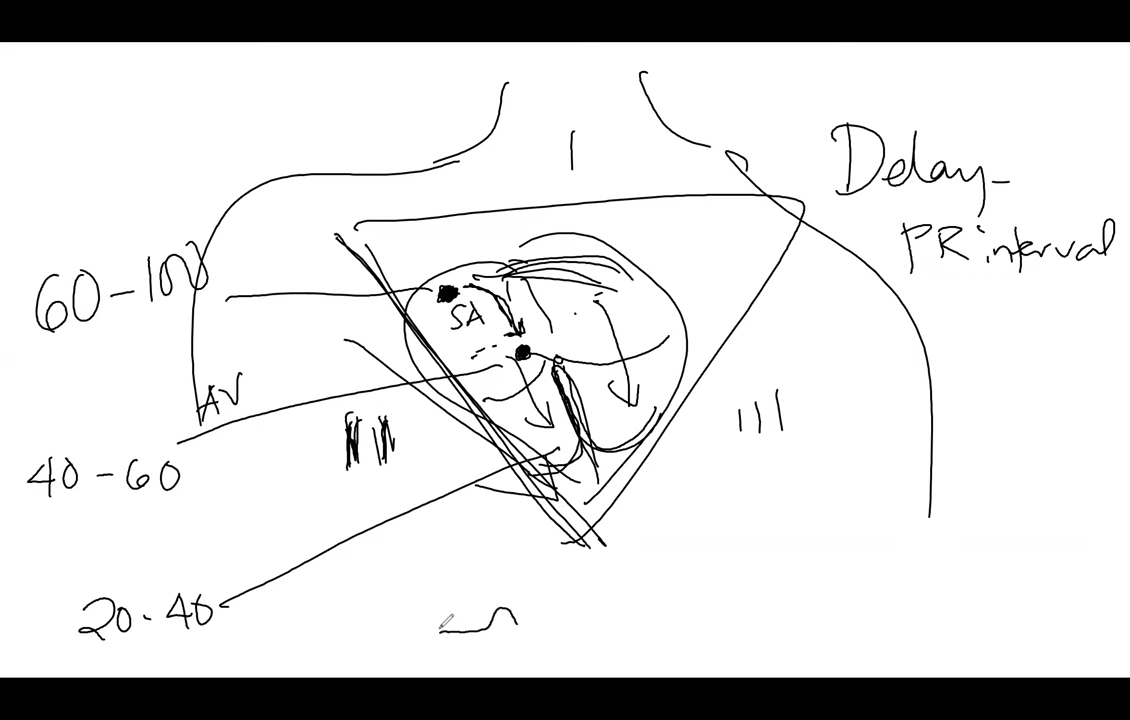 I
Delay-
PR interval
60-100
SA
AV
II
III
40-60
20-40